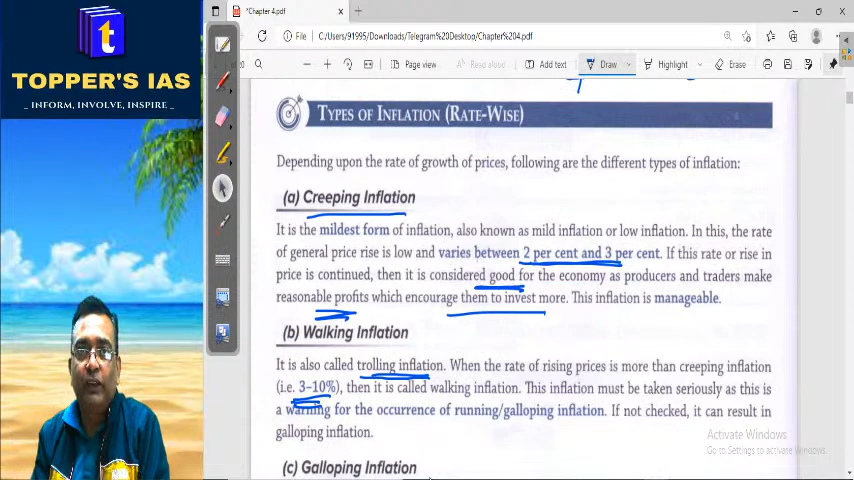 *Chapter 4.pdf
File
C:/Users/91995/Downloads/Telegram%20Desktop/Chapter%204.pdf
Page view
Read aloud
Add text
Draw
Highlight
Erase
t
TOPPER'S IAS
_ INFORM, INVOLVE, INSPIRE _
TYPES OF INFLATION (RATE-WISE)
Depending upon the rate of growth of prices, following are the different types of inflation:
(a) Creeping Inflation
It is the mildest form of inflation, also known as mild inflation or low inflation. In this, the rate
of general price rise is low and varies between 2 per cent and 3 per cent. If this rate or rise in
price is continued, then it is considered good for the economy as producers and traders make
reasonable profits which encourage them to invest more. This inflation is manageable.
(b) Walking Inflation
It is also called trolling inflation. When the rate of rising prices is more than creeping inflation
(i.e. 3–10%), then it is called walking inflation. This inflation must be taken seriously as this is
a warning for the occurrence of running/galloping inflation. If not checked, it can result in
galloping inflation.
(c) Galloping Inflation
Activate Windows
Go to Settings to activate Windows.